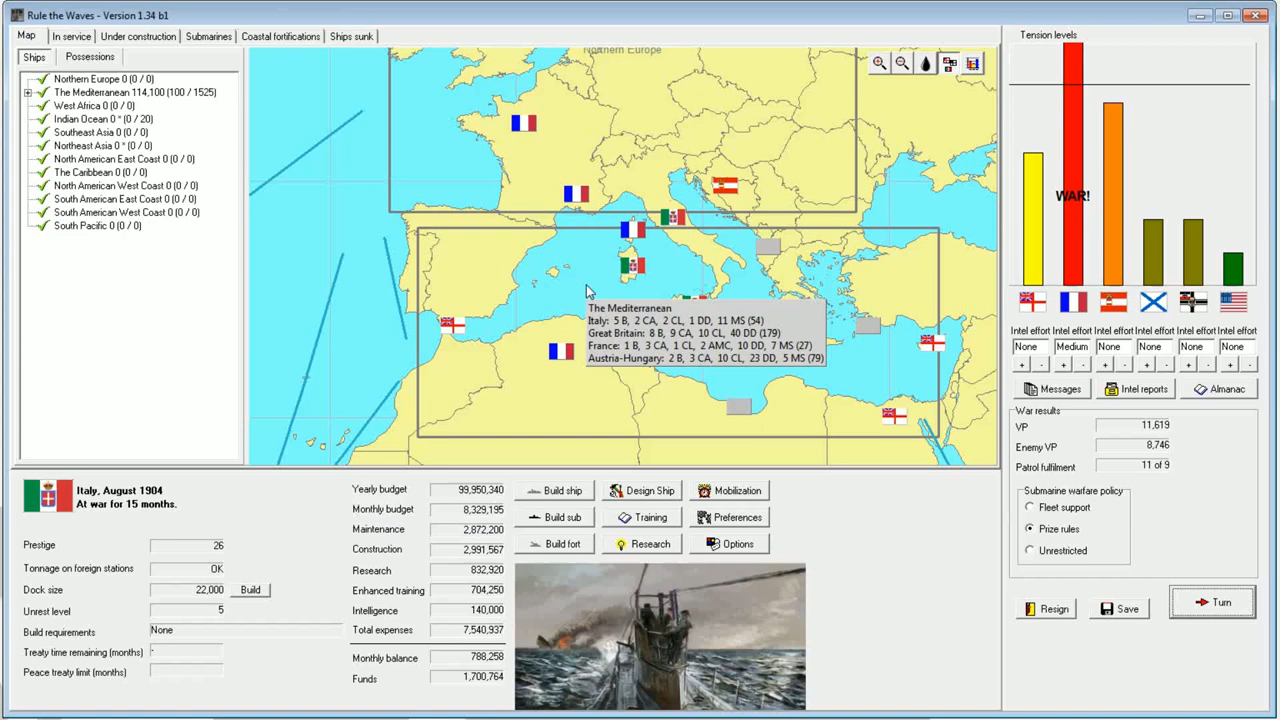 Rule the Waves - Version 1.34 b1
Map
In service
Under construction
Submarines
Coastal fortifications
Ships sunk
Ships
Possessions
Northern Europe 0 (0 / 0)
The Mediterranean 114,100 (100 / 1525)
West Africa 0 (0 / 0)
Indian Ocean 0 * (0 / 20)
Southeast Asia 0 (0 / 0)
Northeast Asia 0 * (0 / 0)
North American East Coast 0 (0 / 0)
The Caribbean 0 (0 / 0)
North American West Coast 0 (0 / 0)
South American East Coast 0 (0 / 0)
South American West Coast 0 (0 / 0)
South Pacific 0 (0 / 0)
Northern Europe
The Mediterranean
Italy: 5 B, 2 CA, 2 CL, 1 DD, 11 MS (54)
Great Britain: 8 B, 9 CA, 10 CL, 40 DD (179)
France: 1 B, 3 CA, 1 CL, 2 AMC, 10 DD, 7 MS (27)
Austria-Hungary: 2 B, 3 CA, 10 CL, 23 DD, 5 MS (79)
Tension levels
WAR!
Intel effort Intel effort Intel effort Intel effort Intel effort Intel effort
None Medium None None None None
+ - + - + - + - + - + -
Messages
Intel reports
Almanac
War results
VP 11,619
Enemy VP 8,746
Patrol fulfilment 11 of 9
Submarine warfare policy
Fleet support
Prize rules
Unrestricted
Resign
Save
Turn
Italy, August 1904
At war for 15 months.
Prestige 26
Tonnage on foreign stations OK
Dock size 22,000 Build
Unrest level 5
Build requirements None
Treaty time remaining (months) -
Peace treaty limit (months)
Yearly budget 99,950,340
Monthly budget 8,329,195
Maintenance 2,872,200
Construction 2,991,567
Research 832,920
Enhanced training 704,250
Intelligence 140,000
Total expenses 7,540,937
Monthly balance 788,258
Funds 1,700,764
Build ship
Design Ship
Mobilization
Build sub
Training
Preferences
Build fort
Research
Options